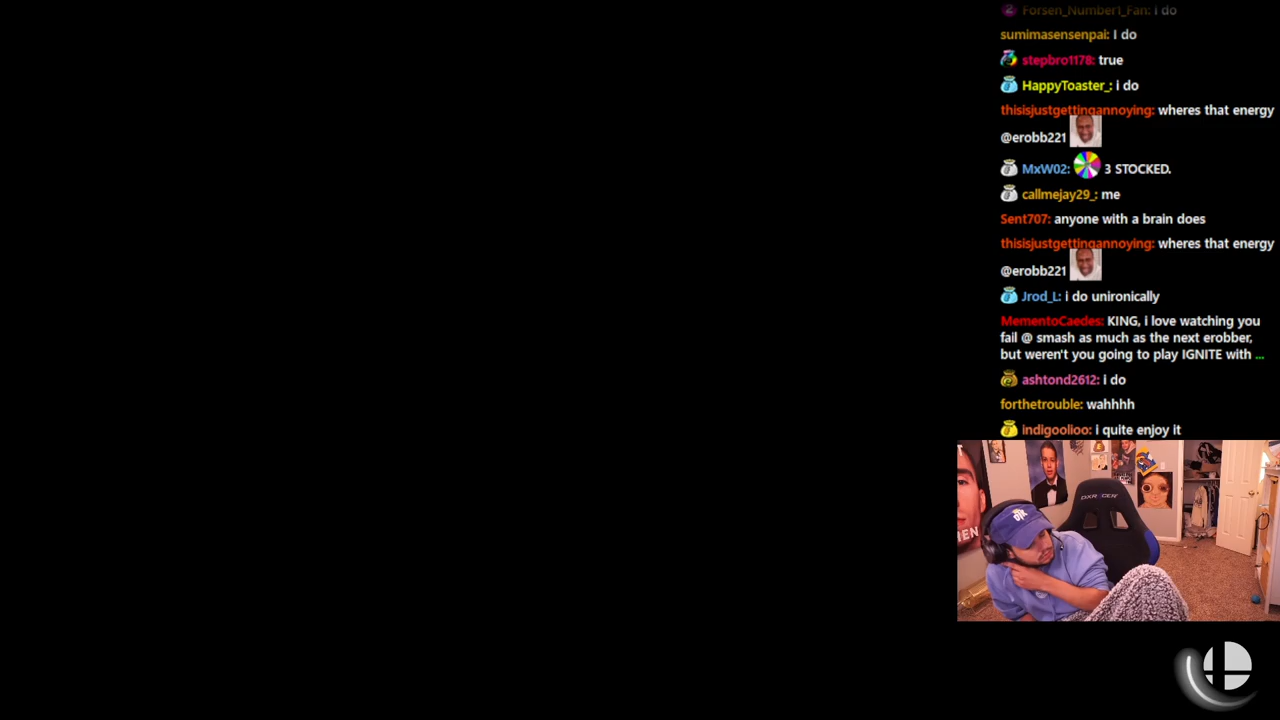 Forsen_Number1_Fan: i do
sumimasensenpai: I do
stepbro1178: true
HappyToaster_: i do
thisisjustgettingannoying: wheres that energy
@erobb221
MxW02: 3 STOCKED.
callmejay29_: me
Sent707: anyone with a brain does
thisisjustgettingannoying: wheres that energy
@erobb221
Jrod_L: i do unironically
MementoCaedes: KING, i love watching you
fail @ smash as much as the next erobber,
but weren't you going to play IGNITE with ...
ashtond2612: i do
forthetrouble: wahhhh
indigoolioo: i quite enjoy it
DXRACER